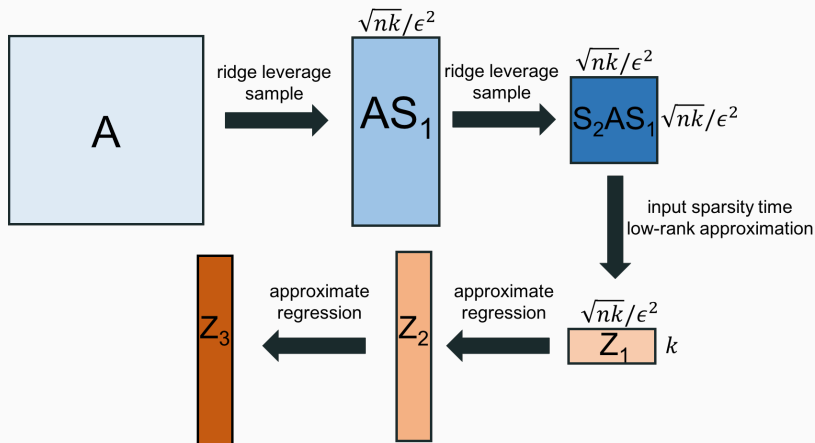 A
ridge leverage
sample
√nk/ϵ²
AS₁
ridge leverage
sample
√nk/ϵ²
S₂AS₁
√nk/ϵ²
input sparsity time
low-rank approximation
√nk/ϵ²
Z₁
k
approximate
regression
Z₂
approximate
regression
Z₃